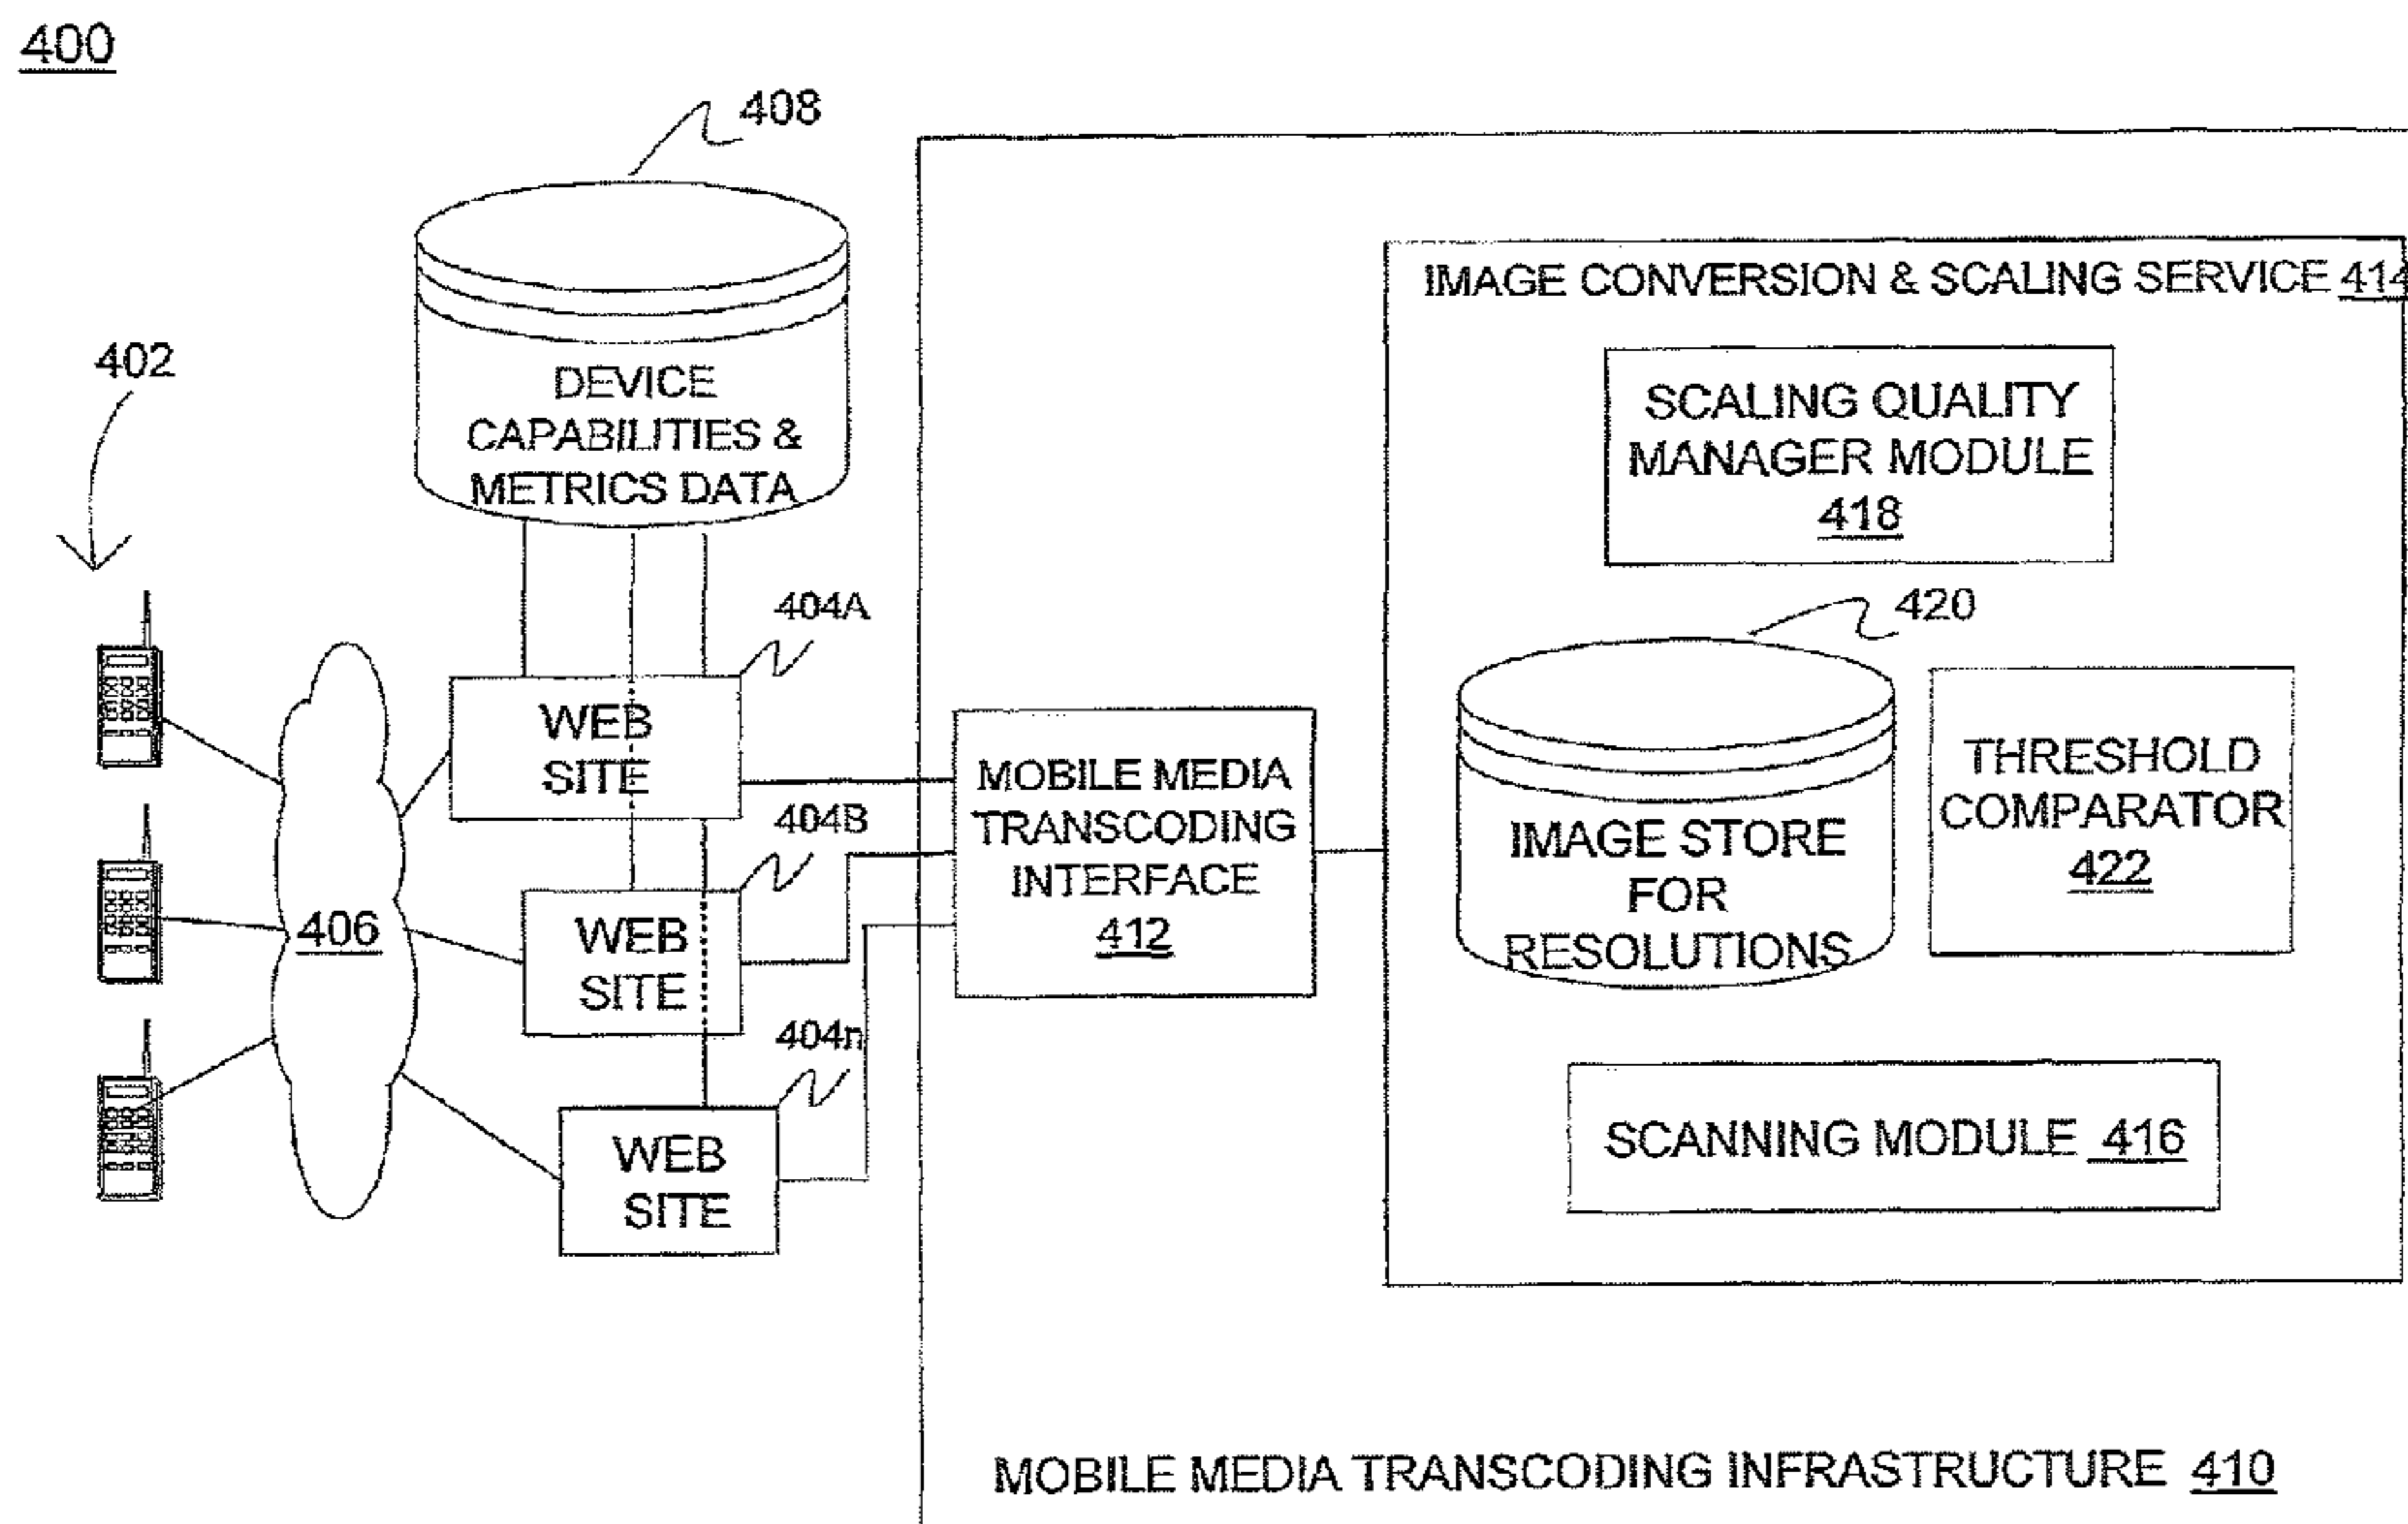 400
408
402
DEVICE
CAPABILITIES &
METRICS DATA
404A
WEB
SITE
404B
WEB
SITE
404n
WEB
SITE
406
MOBILE MEDIA
TRANSCODING
INTERFACE
412
IMAGE CONVERSION & SCALING SERVICE 414
SCALING QUALITY
MANAGER MODULE
418
420
IMAGE STORE
FOR
RESOLUTIONS
THRESHOLD
COMPARATOR
422
SCANNING MODULE 416
MOBILE MEDIA TRANSCODING INFRASTRUCTURE 410